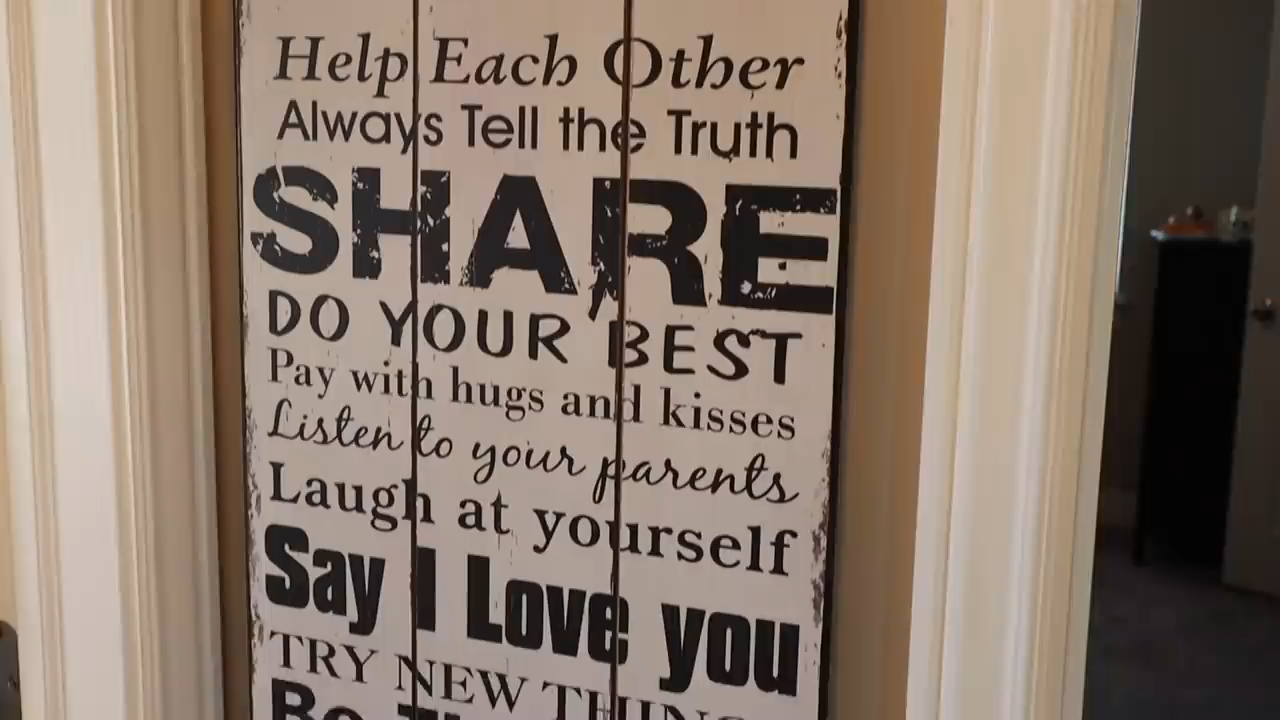 Help Each Other
Always Tell the Truth
SHARE
DO YOUR BEST
Pay with hugs and kisses
Listen to your parents
Laugh at yourself
Say I Love you
TRY NEW
Be